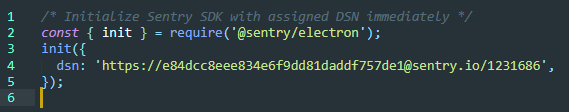 1 /* Initialize Sentry SDK with assigned DSN immediately */
2 const { init } = require('@sentry/electron');
3 init({
4   dsn: 'https://e84dcc8eee834e6f9dd81daddf757de1@sentry.io/1231686',
5 });
6